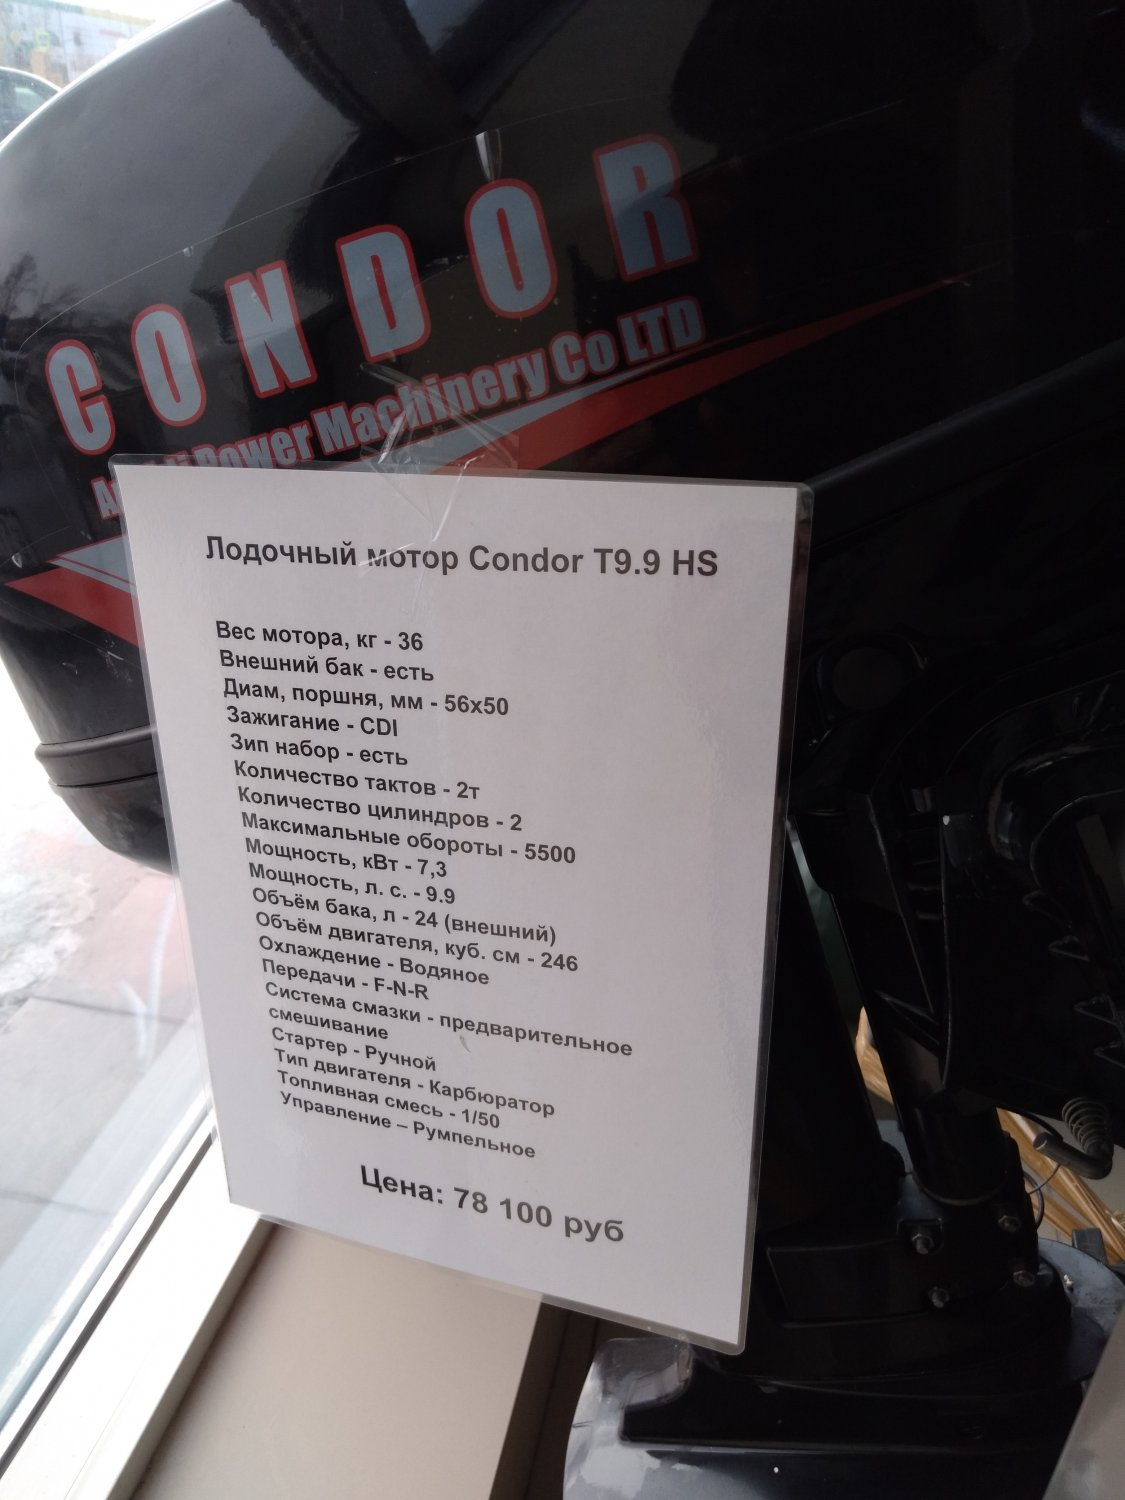 CONDOR
Power Machinery Co LTD
Лодочный мотор Condor T9.9 HS
Вес мотора, кг - 36
Внешний бак - есть
Диам, поршня, мм - 56x50
Зажигание - CDI
Зип набор - есть
Количество тактов - 2т
Количество цилиндров - 2
Максимальные обороты - 5500
Мощность, кВт - 7,3
Мощность, л. с. - 9.9
Объём бака, л - 24 (внешний)
Объём двигателя, куб. см - 246
Охлаждение - Водяное
Передачи - F-N-R
Система смазки - предварительное
смешивание
Стартер - Ручной
Тип двигателя - Карбюратор
Топливная смесь - 1/50
Управление – Румпельное
Цена: 78 100 руб